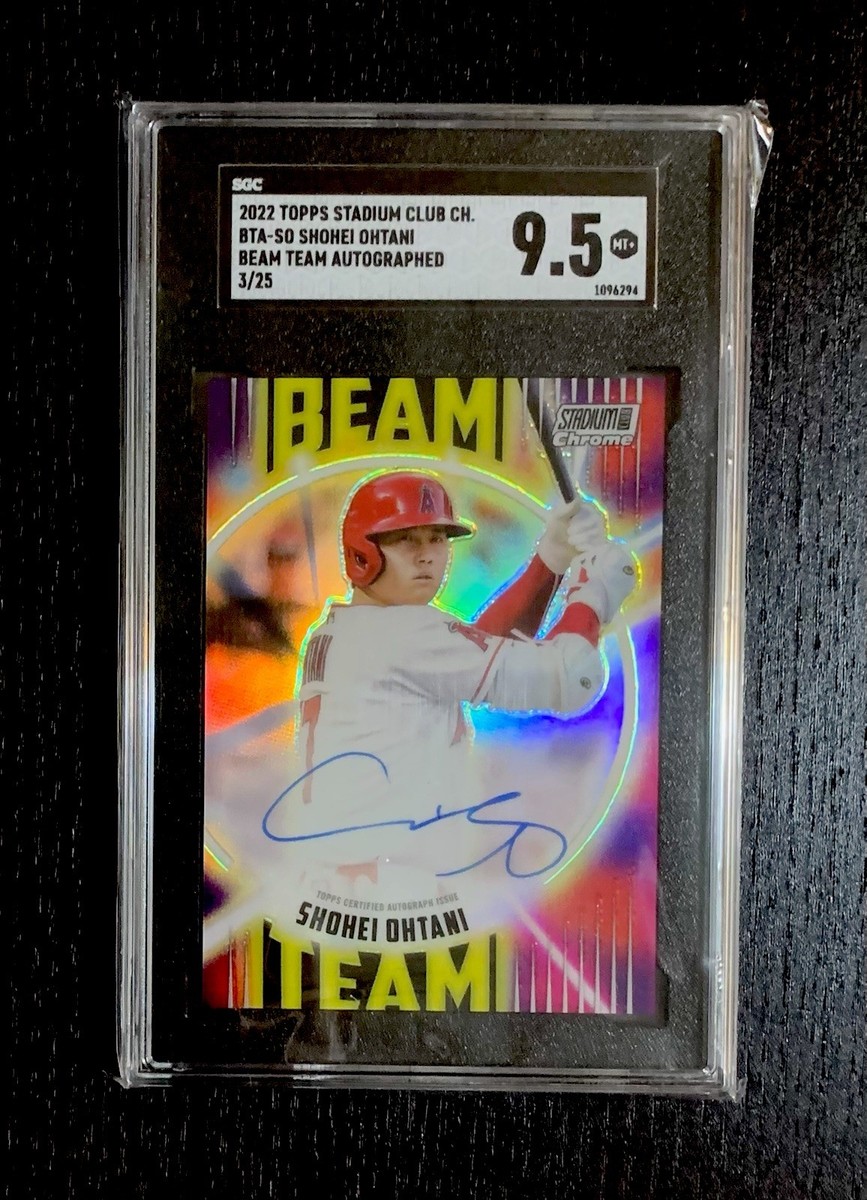 SGC
2022 TOPPS STADIUM CLUB CH.
BTA-SO SHOHEI OHTANI
BEAM TEAM AUTOGRAPHED
3/25
9.5 MT+
1096294
BEAM
STADIUM CLUB
Chrome
A
TOPPS CERTIFIED AUTOGRAPH ISSUE
SHOHEI OHTANI
TEAM